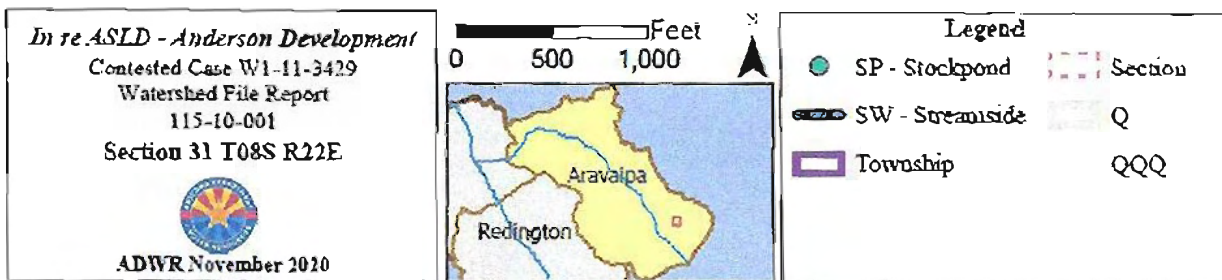 In re ASLD - Anderson Development
Contested Case W1-11-3429
Watershed File Report
115-10-001
Section 31 T08S R22E
ADWR November 2020
Feet
0 500 1,000
N
Aravaipa
Redington
Legend
SP - Stockpond
Section
SW - Streamside
Q
Township
QQQ